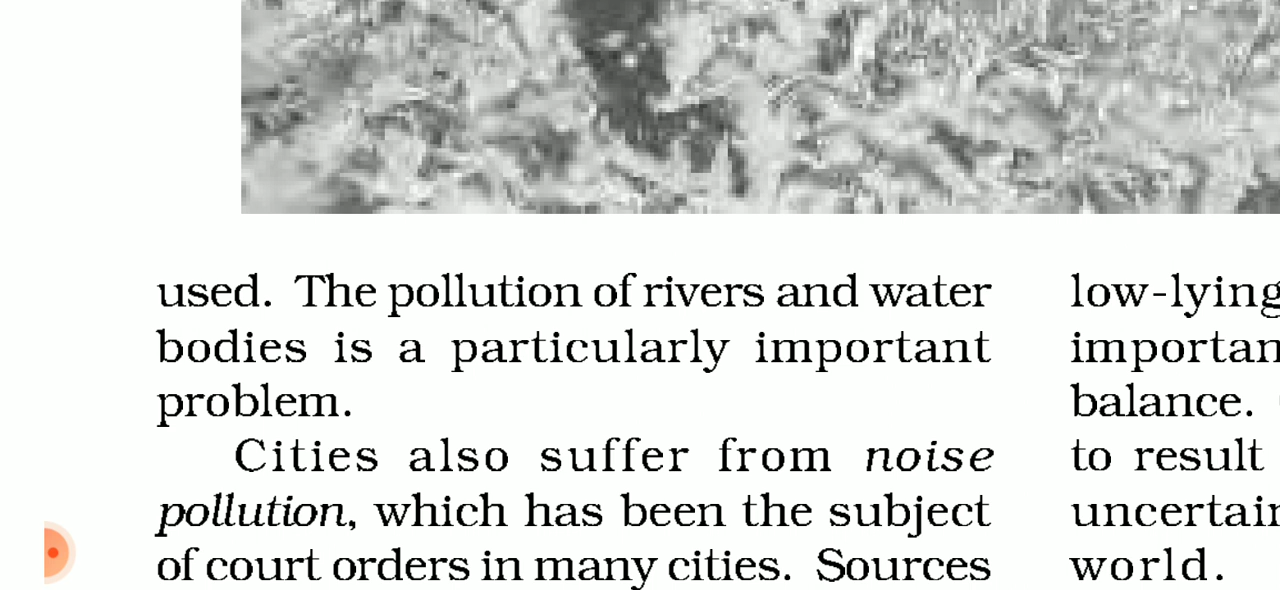 used. The pollution of rivers and water
bodies is a particularly important
problem.
Cities also suffer from noise
pollution, which has been the subject
of court orders in many cities. Sources
low-lying
importan
balance.
to result
uncertain
world.